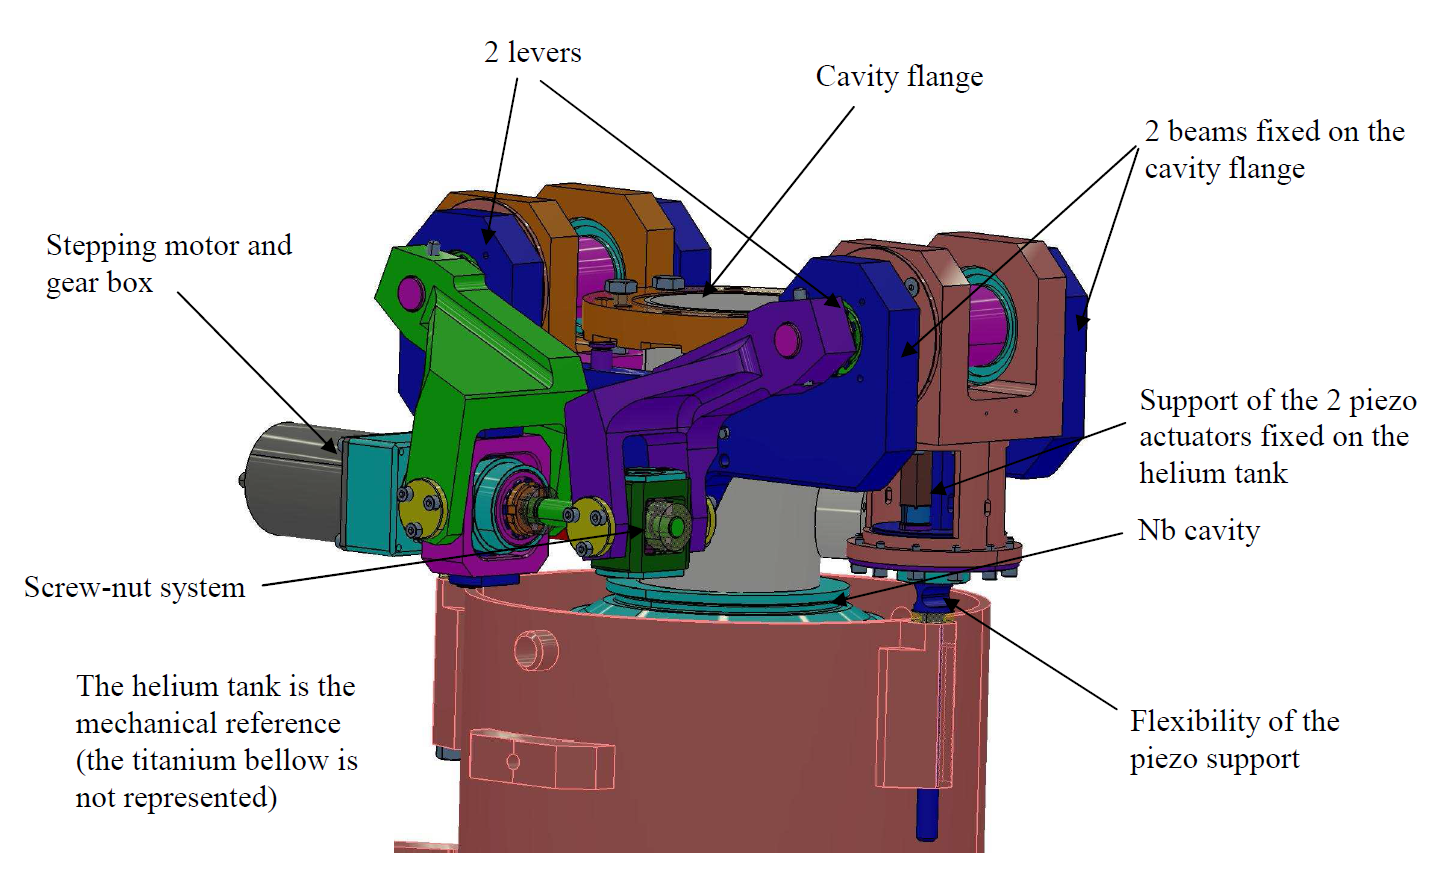 2 levers
Cavity flange
2 beams fixed on the
cavity flange
Stepping motor and
gear box
Support of the 2 piezo
actuators fixed on the
helium tank
Nb cavity
Screw-nut system
The helium tank is the
mechanical reference
(the titanium bellow is
not represented)
Flexibility of the
piezo support